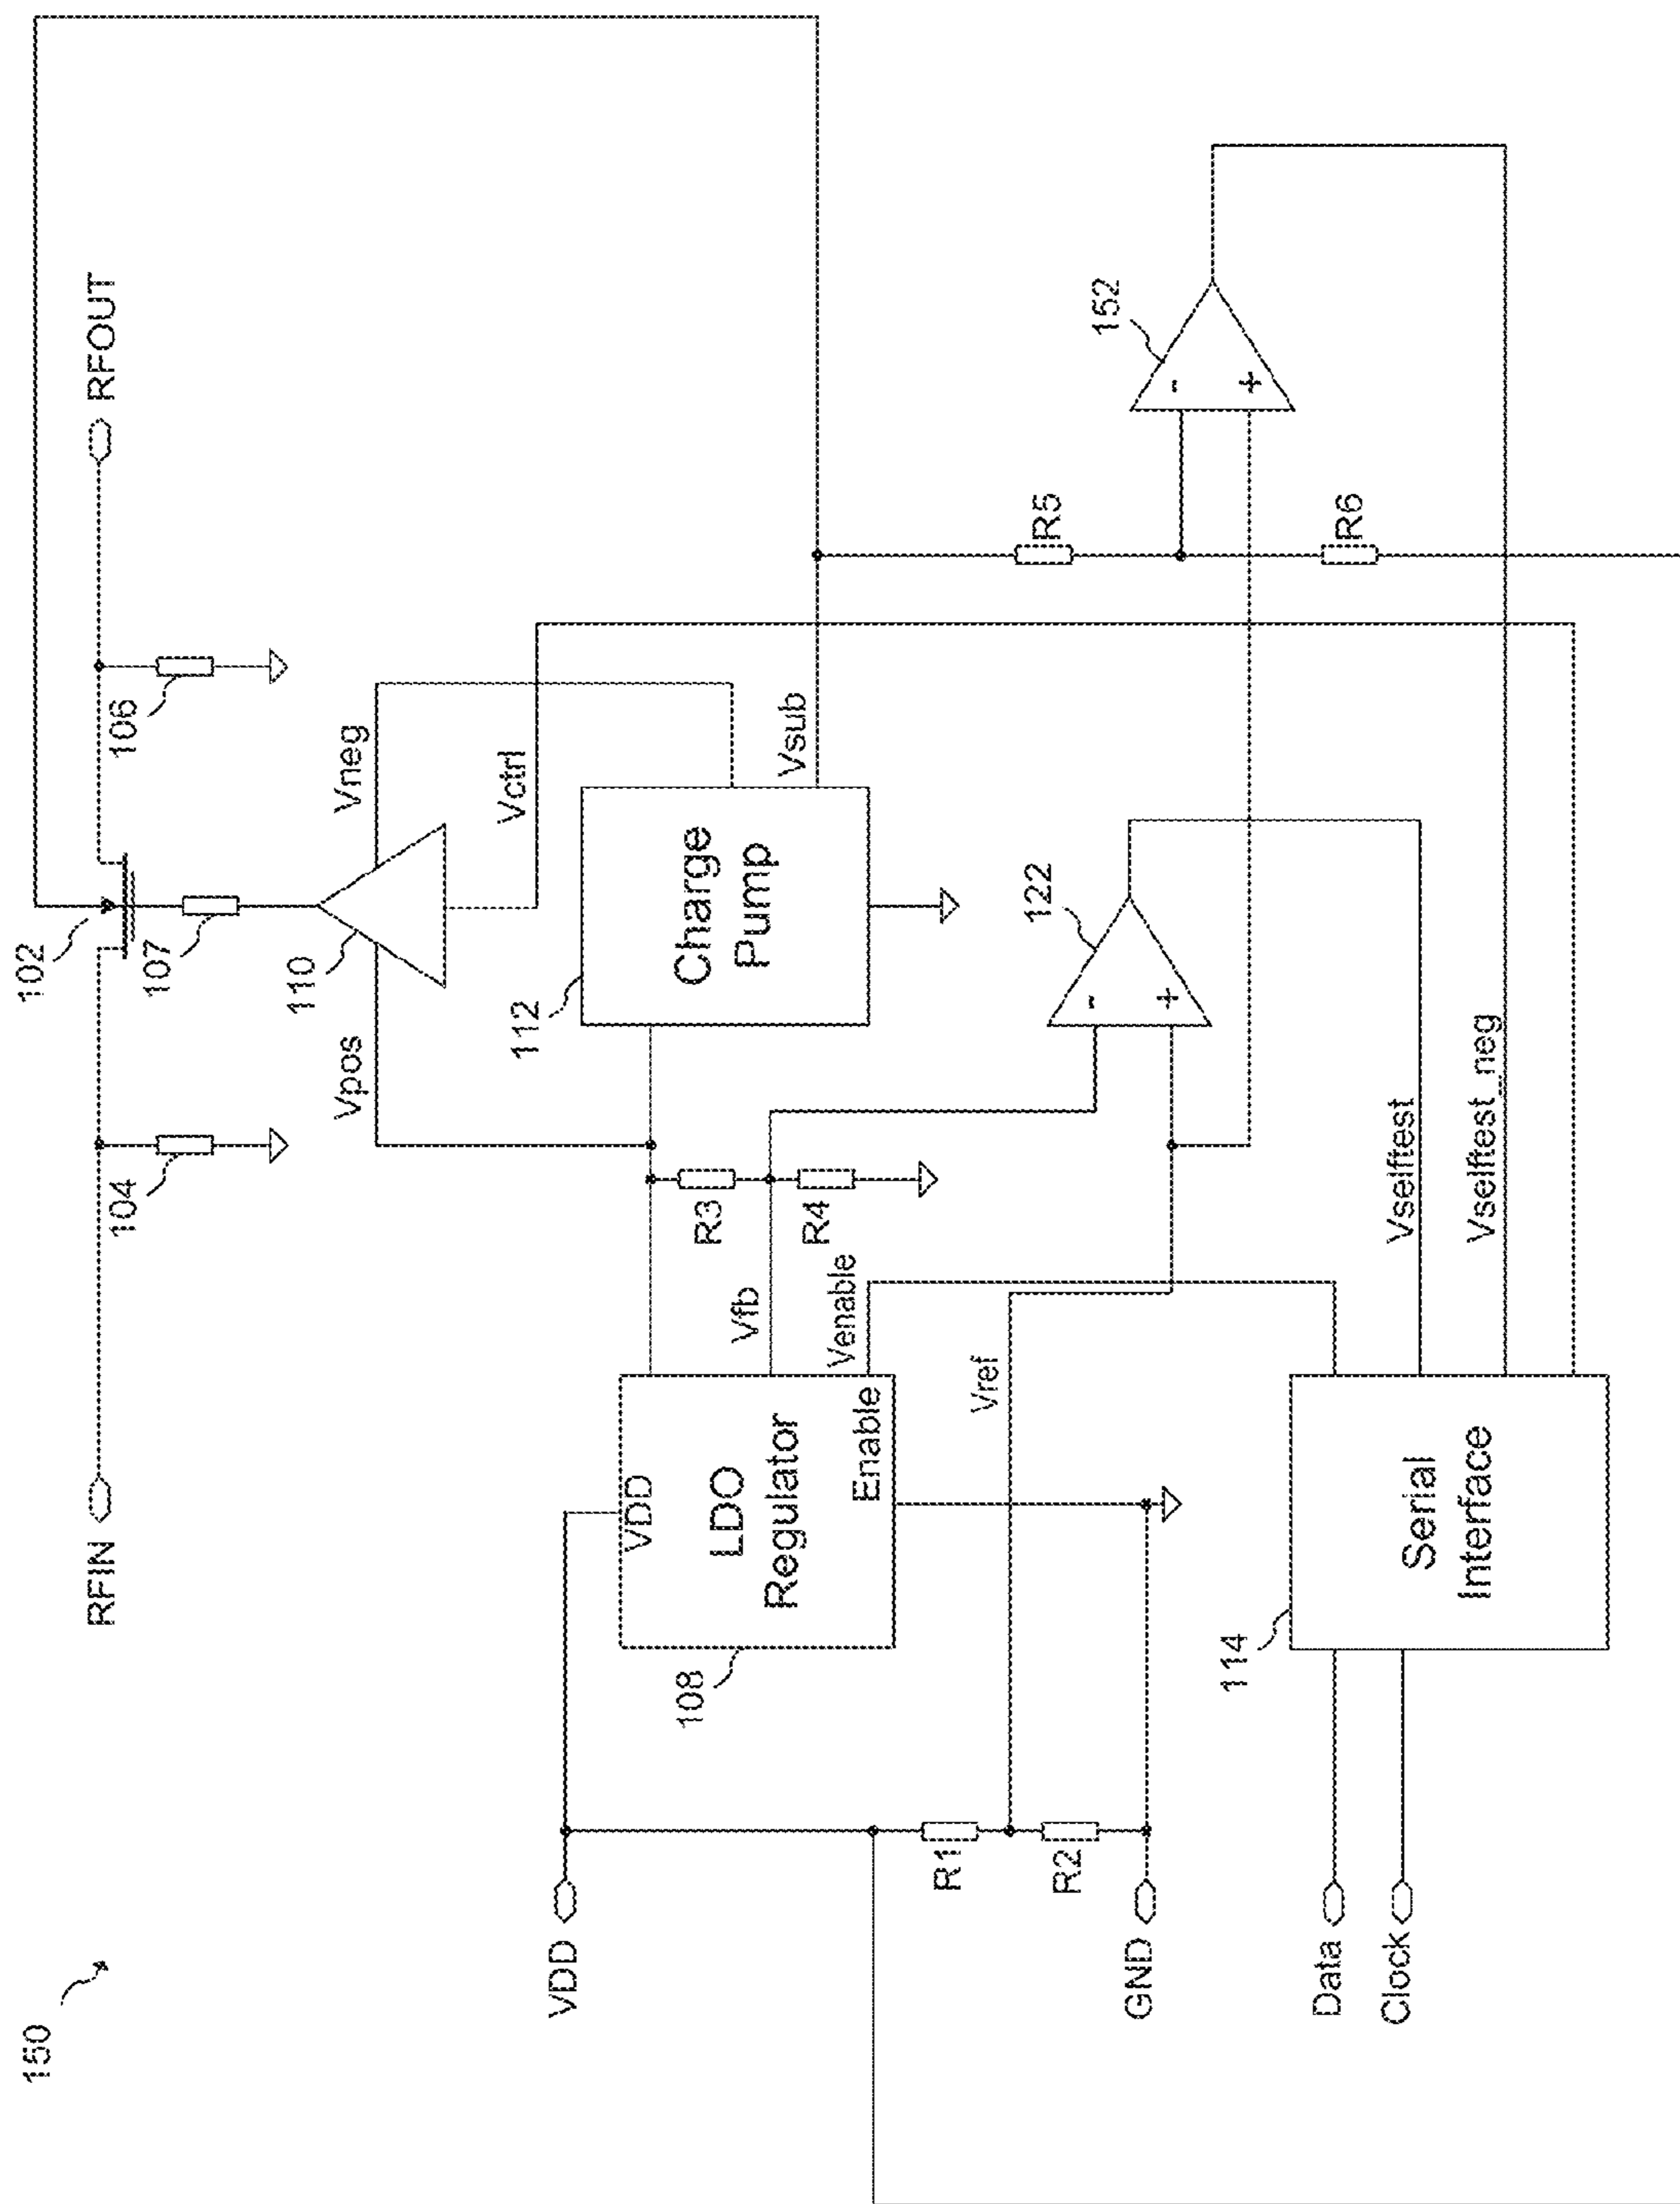 150
RFIN
RFOUT
102
104
106
107
110
Vpos
Vneg
Vctrl
VDD
VDD
LDO
Regulator
Enable
108
Vfb
Venable
R3
R4
112
Charge
Pump
Vsub
R1
R2
Vref
GND
122
-
+
152
-
+
R5
R6
Data
Clock
114
Serial
Interface
Vselftest
Vselftest_neg